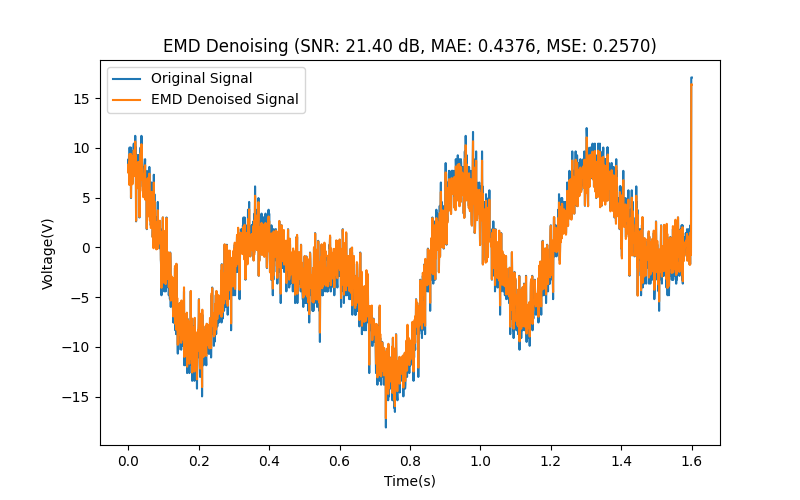 EMD Denoising (SNR: 21.40 dB, MAE: 0.4376, MSE: 0.2570)
Original Signal
EMD Denoised Signal
15
10
5
0
−5
−10
−15
Voltage(V)
0.0 0.2 0.4 0.6 0.8 1.0 1.2 1.4 1.6
Time(s)